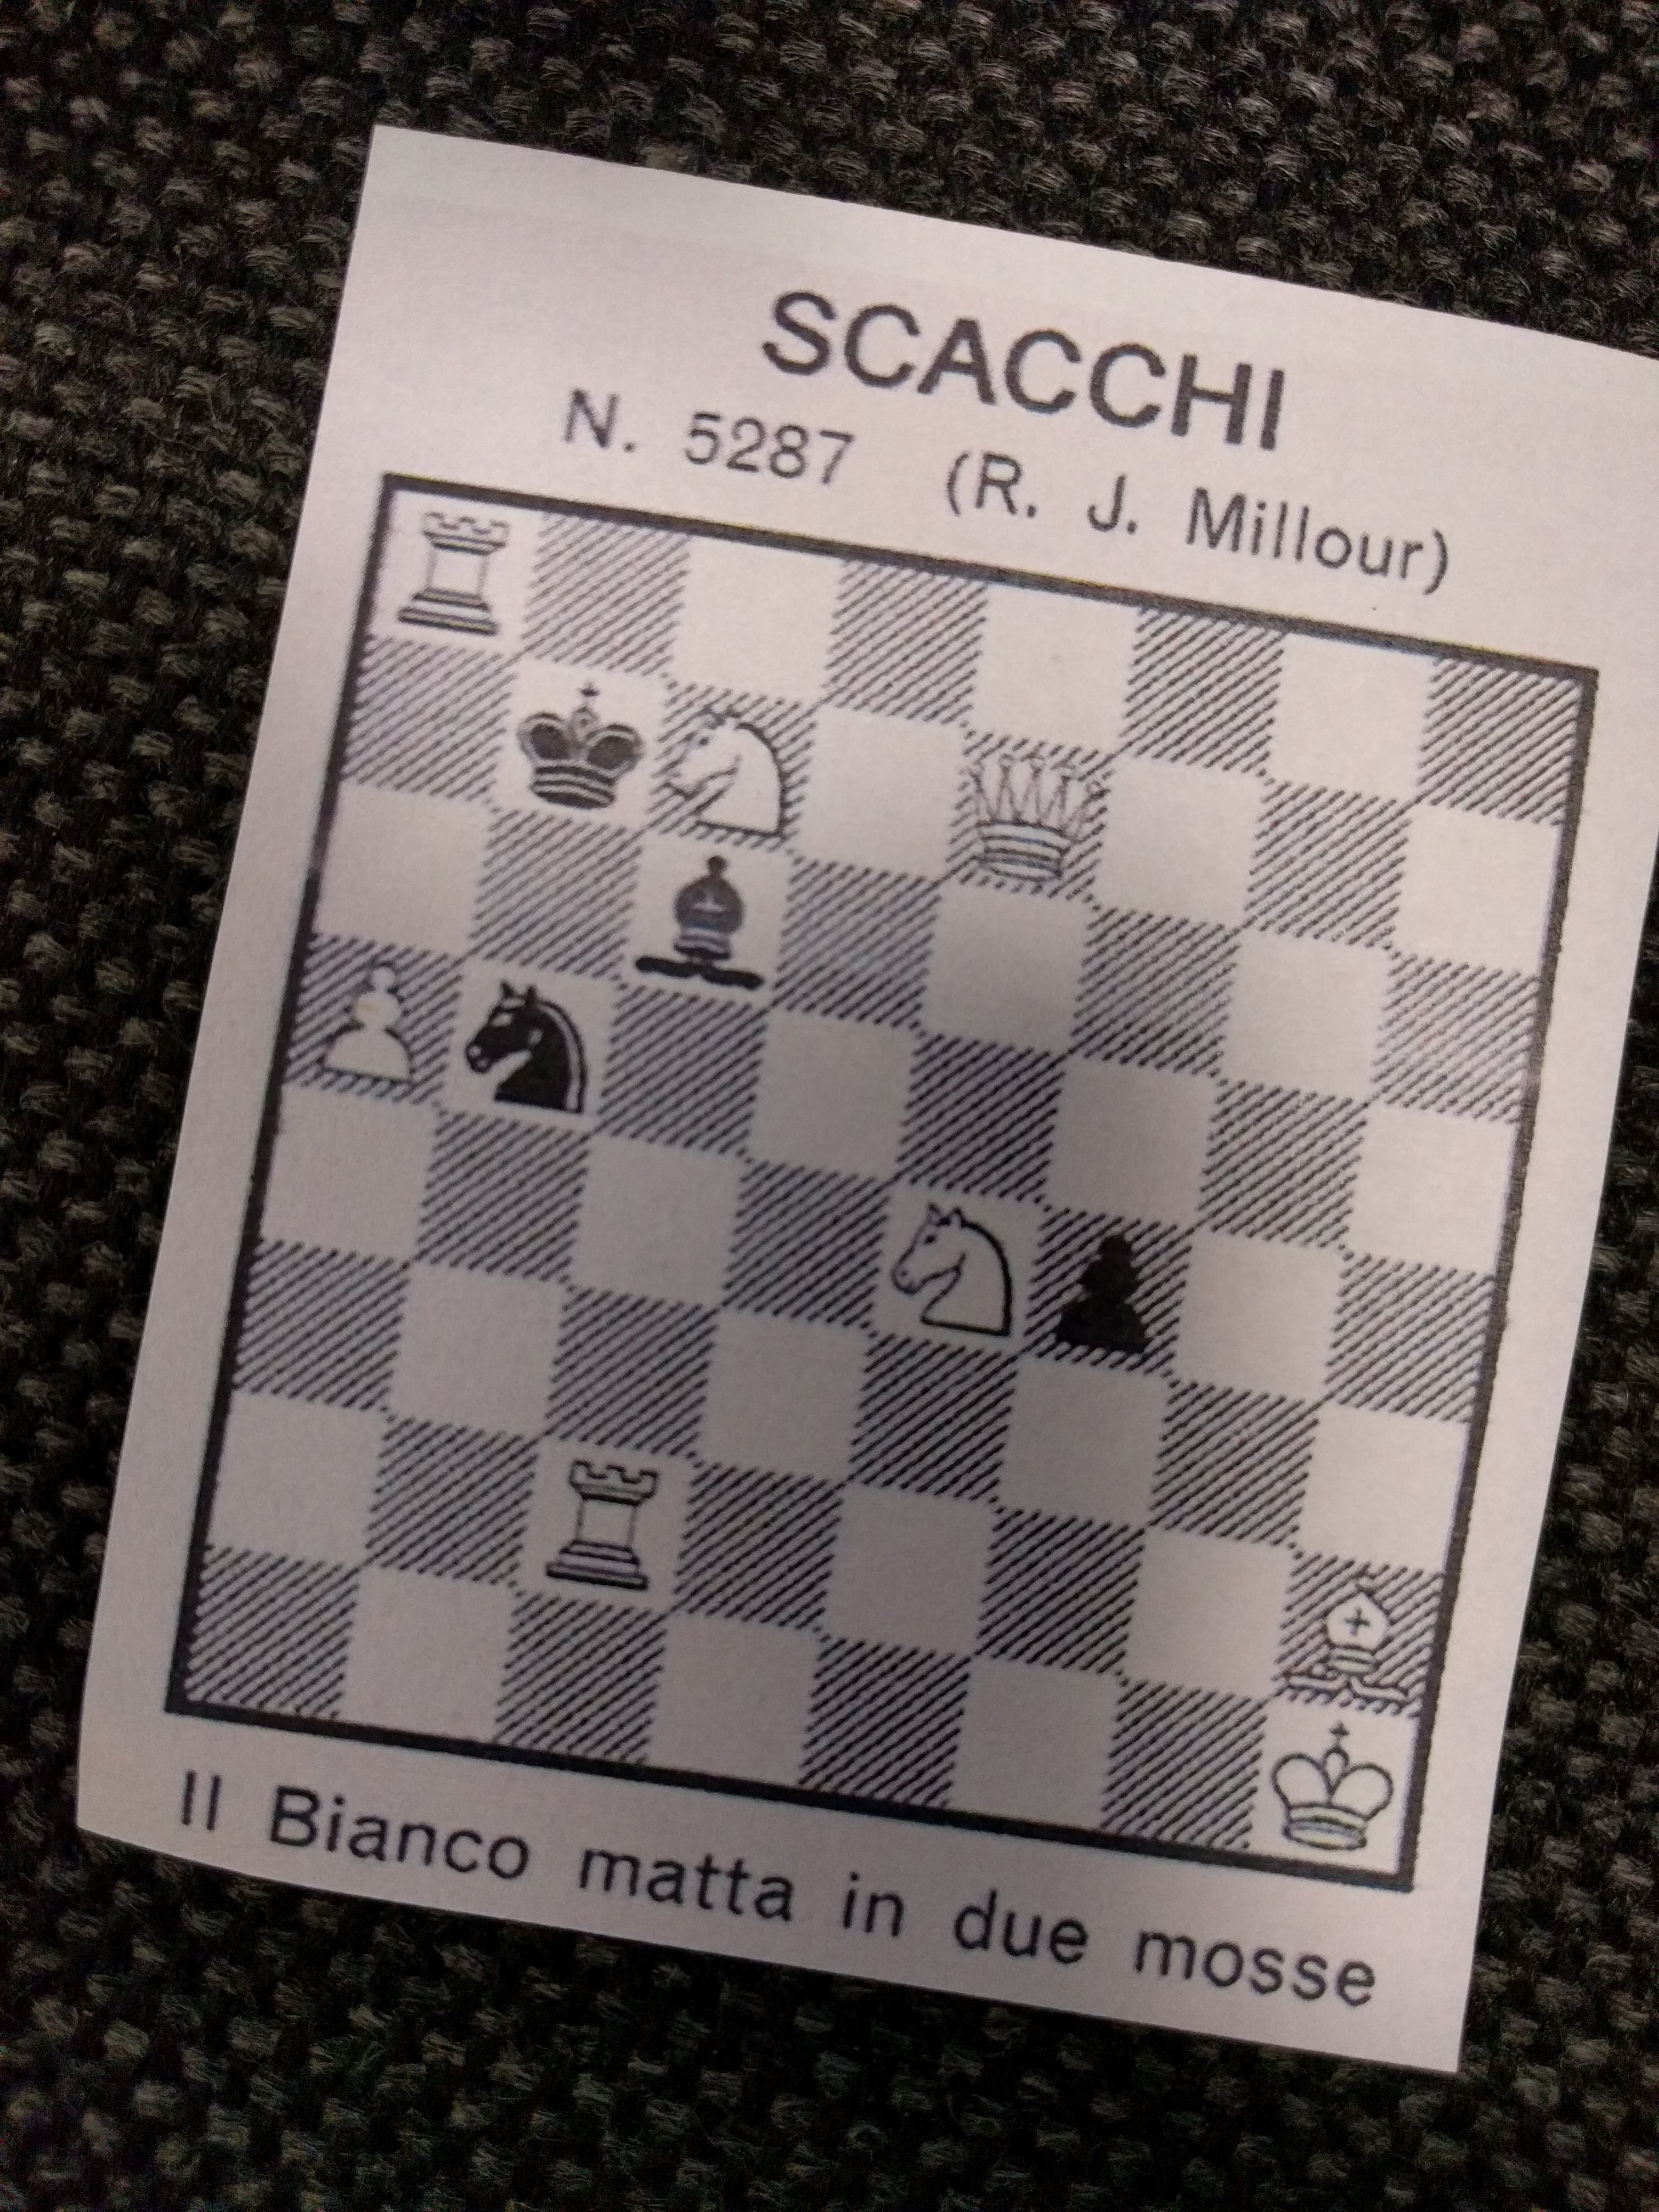 SCACCHI
N. 5287 (R. J. Millour)
Il Bianco matta in due mosse